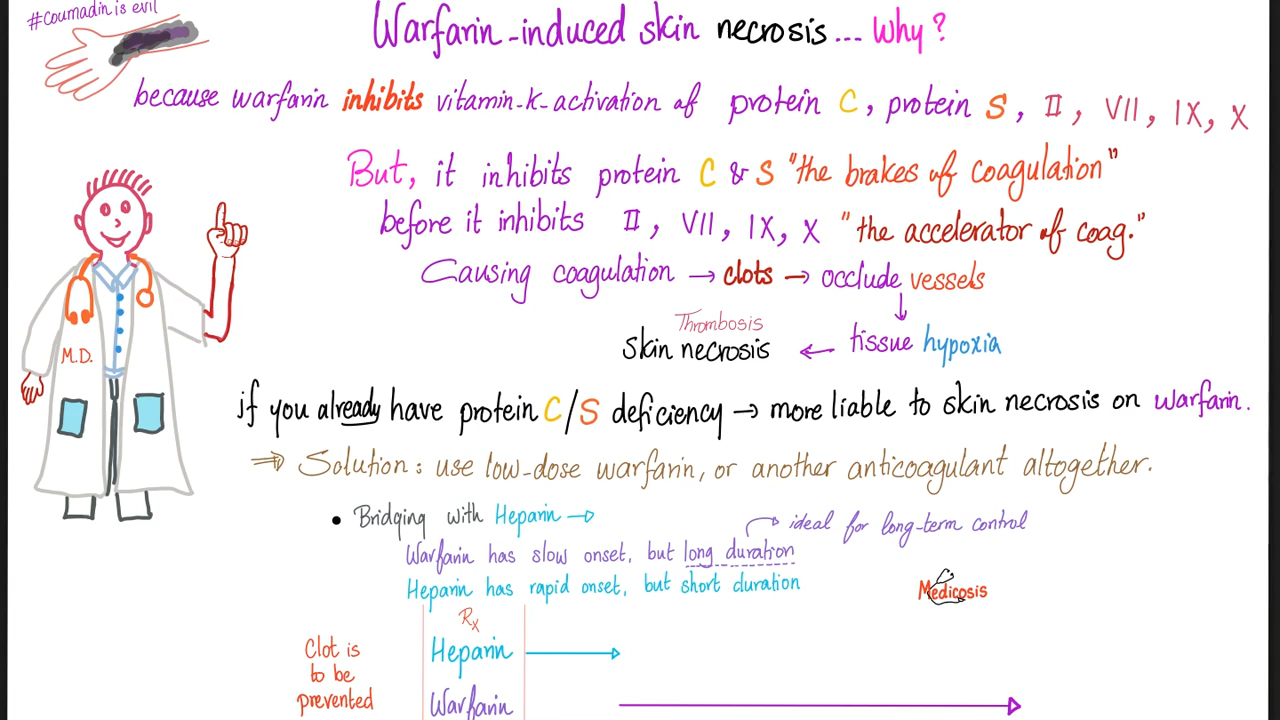 #coumadin is evil
Warfarin-induced skin necrosis... Why?
because warfarin inhibits vitamin-K-activation of protein C, protein S, II, VII, IX, X
But, it inhibits protein C & S "the brakes of coagulation"
before it inhibits II, VII, IX, X "the accelerator of coag."
Causing coagulation → clots → occlude vessels
↓
Thrombosis
skin necrosis ← tissue hypoxia
M.D.
if you already have protein C/S deficiency → more liable to skin necrosis on warfarin.
⇒ Solution: use low-dose warfarin, or another anticoagulant altogether.
• Bridging with Heparin →
ideal for long-term control
Warfarin has slow onset, but long duration
Heparin has rapid onset, but short duration
Medicosis
Rx
Clot is
to be
prevented
Heparin
Warfarin